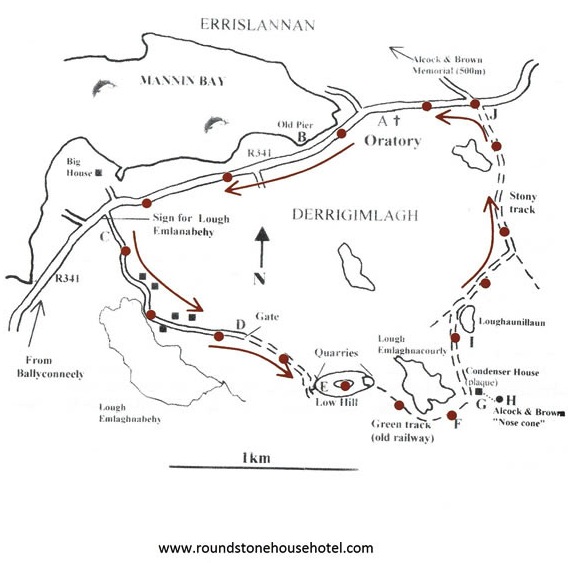 ERRISLANNAN
Alcock & Brown
Memorial (500m)
MANNIN BAY
A †
J
Old Pier
B
Oratory
R341
Big
House
Stony
track
Sign for Lough
Emlanabehy
DERRIGIMLAGH
C
N
R341
Gate
D
Loughaunillaun
From
Ballyconneely
Quarries
Lough
Emlaghnacourly
I
Condenser House
(plaque)
E
Low Hill
G
H
Lough
Emlaghnabehy
Green track
(old railway)
F
Alcock & Brown
"Nose cone"
1km
www.roundstonehousehotel.com